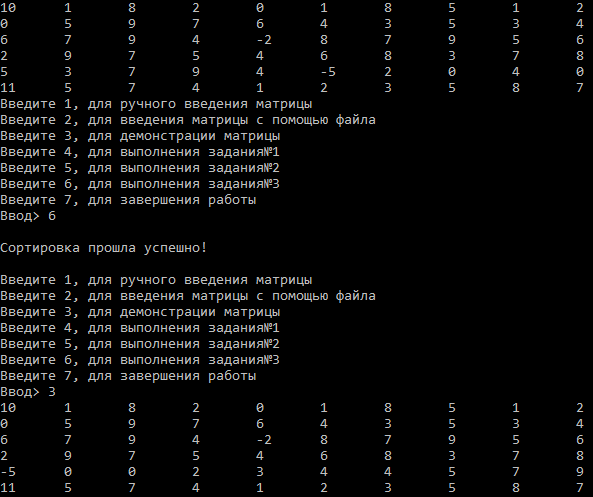 10 1 8 2 0 1 8 5 1 2
0 5 9 7 6 4 3 5 3 4
6 7 9 4 -2 8 7 9 5 6
2 9 7 5 4 6 8 3 7 8
5 3 7 9 4 -5 2 0 4 0
11 5 7 4 1 2 3 5 8 7
Введите 1, для ручного введения матрицы
Введите 2, для введения матрицы с помощью файла
Введите 3, для демонстрации матрицы
Введите 4, для выполнения задания№1
Введите 5, для выполнения задания№2
Введите 6, для выполнения задания№3
Введите 7, для завершения работы
Ввод> 6
Сортировка прошла успешно!
Введите 1, для ручного введения матрицы
Введите 2, для введения матрицы с помощью файла
Введите 3, для демонстрации матрицы
Введите 4, для выполнения задания№1
Введите 5, для выполнения задания№2
Введите 6, для выполнения задания№3
Введите 7, для завершения работы
Ввод> 3
10 1 8 2 0 1 8 5 1 2
0 5 9 7 6 4 3 5 3 4
6 7 9 4 -2 8 7 9 5 6
2 9 7 5 4 6 8 3 7 8
-5 0 0 2 3 4 4 5 7 9
11 5 7 4 1 2 3 5 8 7